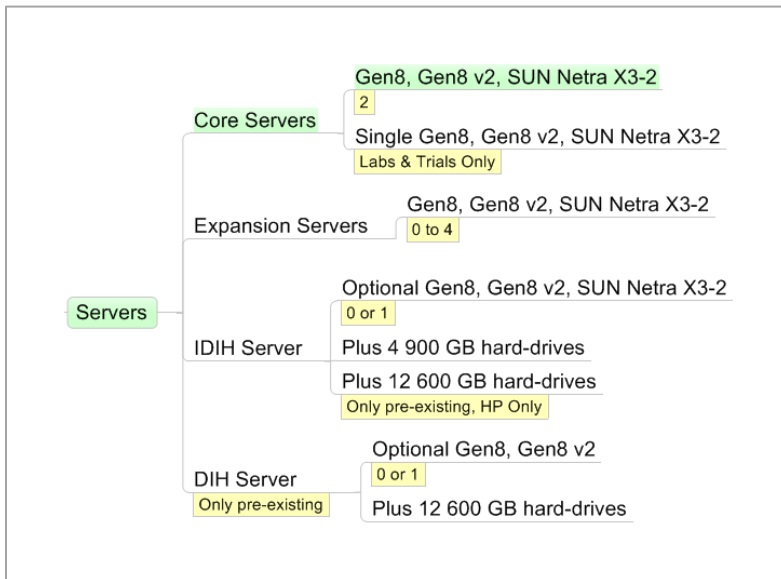 Servers
Core Servers
Gen8, Gen8 v2, SUN Netra X3-2
2
Single Gen8, Gen8 v2, SUN Netra X3-2
Labs & Trials Only
Expansion Servers
Gen8, Gen8 v2, SUN Netra X3-2
0 to 4
IDIH Server
Optional Gen8, Gen8 v2, SUN Netra X3-2
0 or 1
Plus 4 900 GB hard-drives
Plus 12 600 GB hard-drives
Only pre-existing, HP Only
DIH Server
Only pre-existing
Optional Gen8, Gen8 v2
0 or 1
Plus 12 600 GB hard-drives